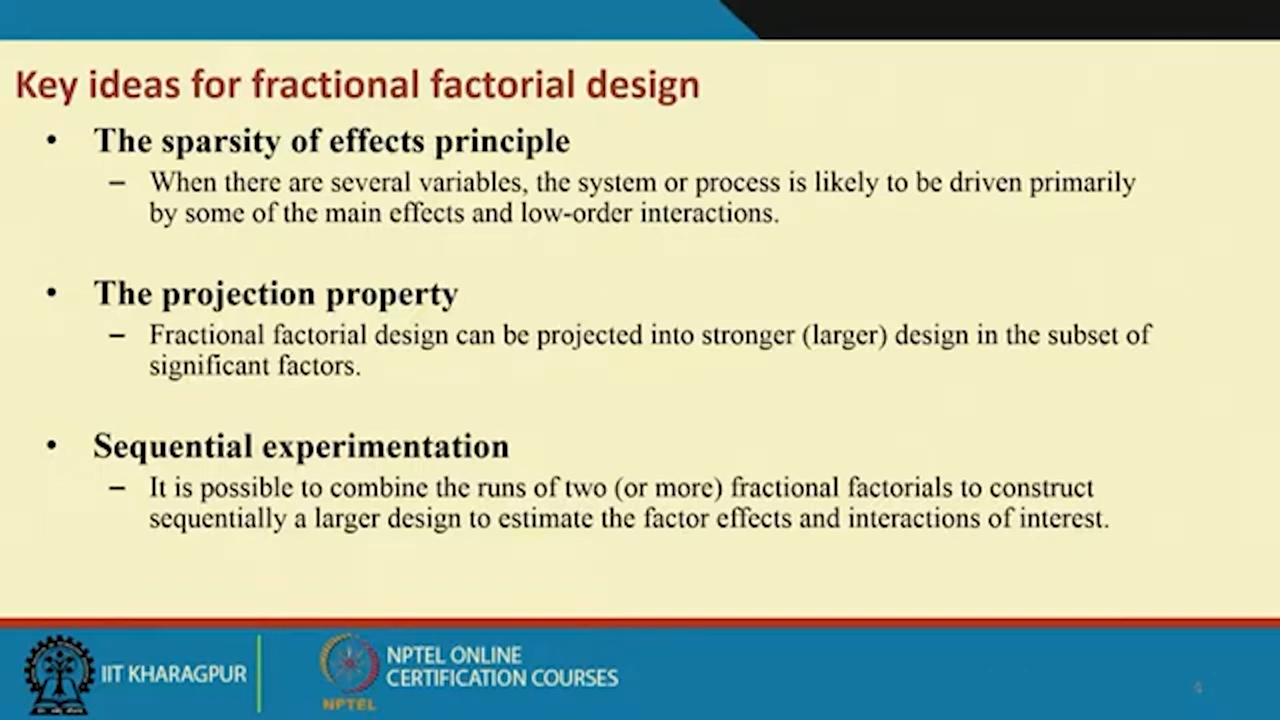 Key ideas for fractional factorial design
• The sparsity of effects principle
– When there are several variables, the system or process is likely to be driven primarily
by some of the main effects and low-order interactions.
• The projection property
– Fractional factorial design can be projected into stronger (larger) design in the subset of
significant factors.
• Sequential experimentation
– It is possible to combine the runs of two (or more) fractional factorials to construct
sequentially a larger design to estimate the factor effects and interactions of interest.
IIT KHARAGPUR
NPTEL
NPTEL ONLINE
CERTIFICATION COURSES